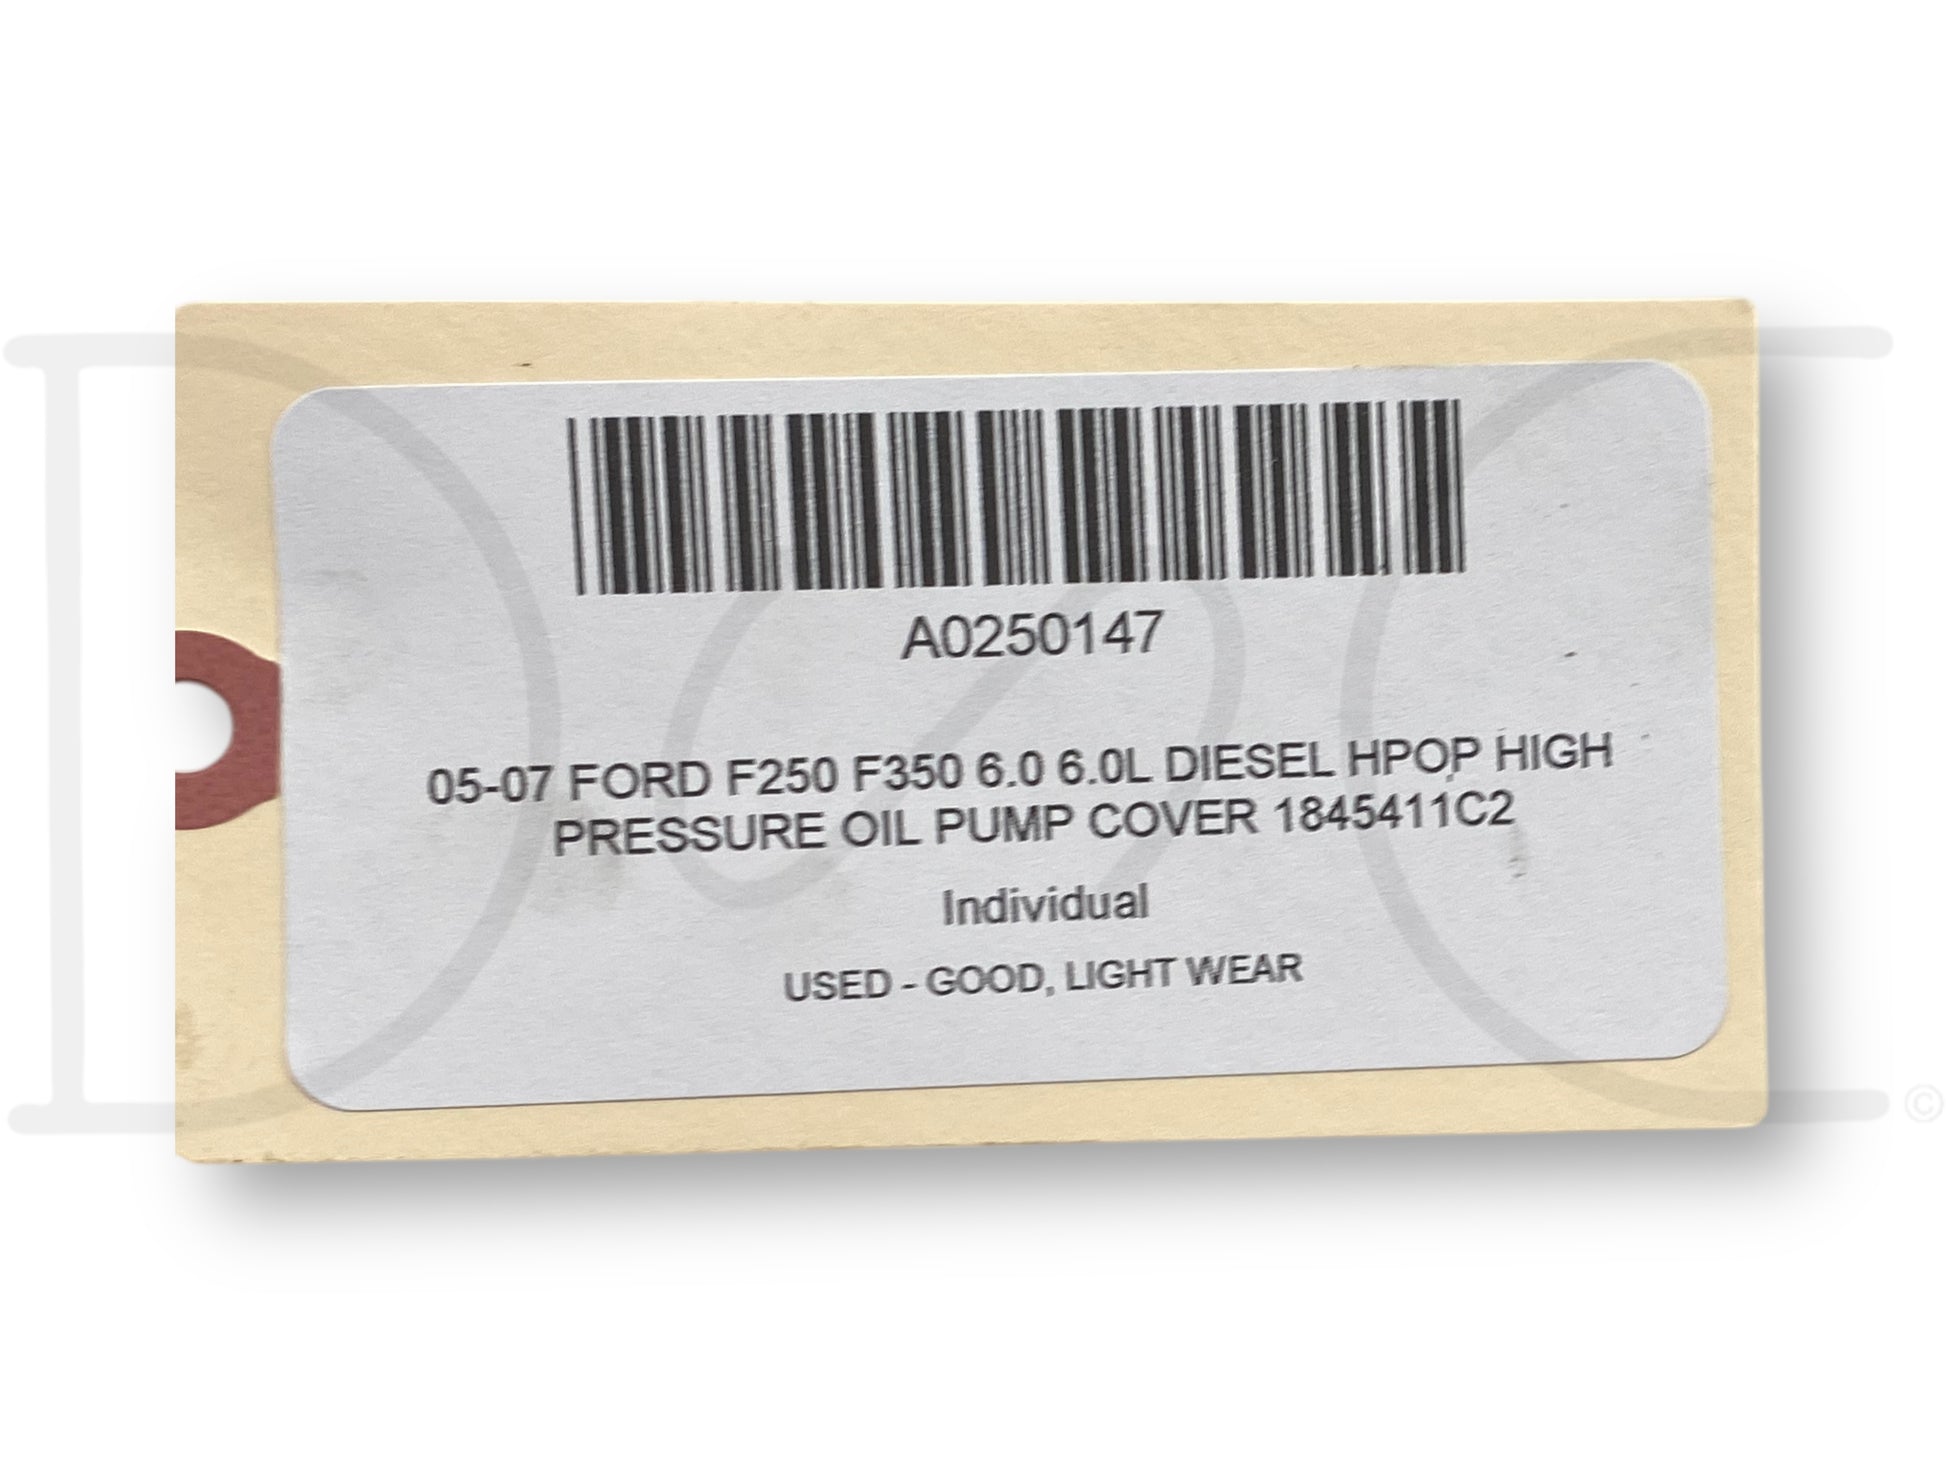 A0250147
05-07 FORD F250 F350 6.0 6.0L DIESEL HPOP HIGH
PRESSURE OIL PUMP COVER 1845411C2
Individual
USED - GOOD, LIGHT WEAR
©